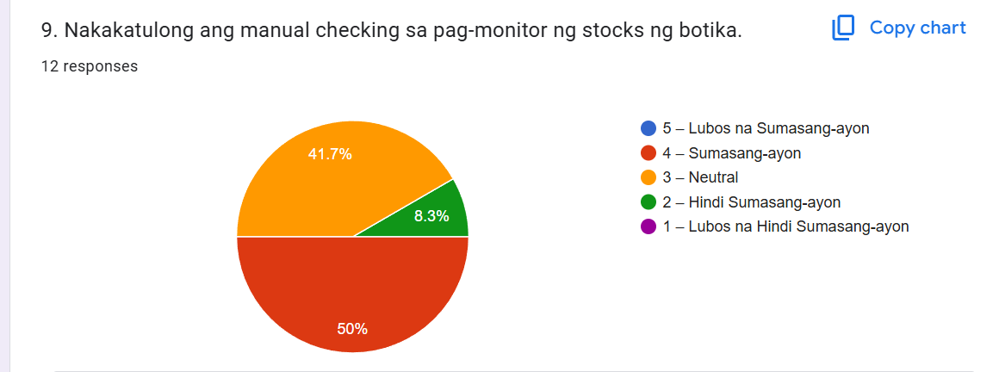 9. Nakakatulong ang manual checking sa pag-monitor ng stocks ng botika.
Copy chart
12 responses
41.7%
8.3%
50%
5 – Lubos na Sumasang-ayon
4 – Sumasang-ayon
3 – Neutral
2 – Hindi Sumasang-ayon
1 – Lubos na Hindi Sumasang-ayon